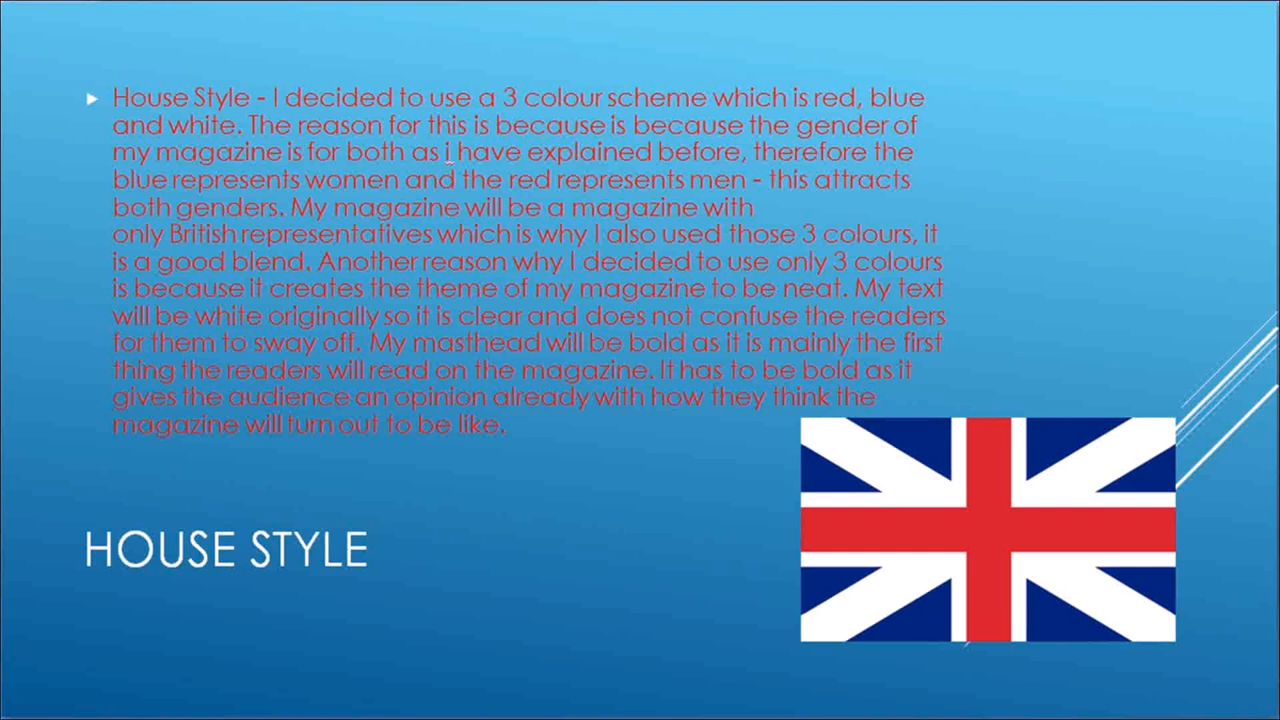 House Style - I decided to use a 3 colour scheme which is red, blue
and white. The reason for this is because is because the gender of
my magazine is for both as i have explained before, therefore the
blue represents women and the red represents men - this attracts
both genders. My magazine will be a magazine with
only British representatives which is why I also used those 3 colours, it
is a good blend. Another reason why I decided to use only 3 colours
is because it creates the theme of my magazine to be neat. My text
will be white originally so it is clear and does not confuse the readers
for them to sway off. My masthead will be bold as it is mainly the first
thing the readers will read on the magazine. It has to be bold as it
gives the audience an opinion already with how they think the
magazine will turn out to be like.
HOUSE STYLE